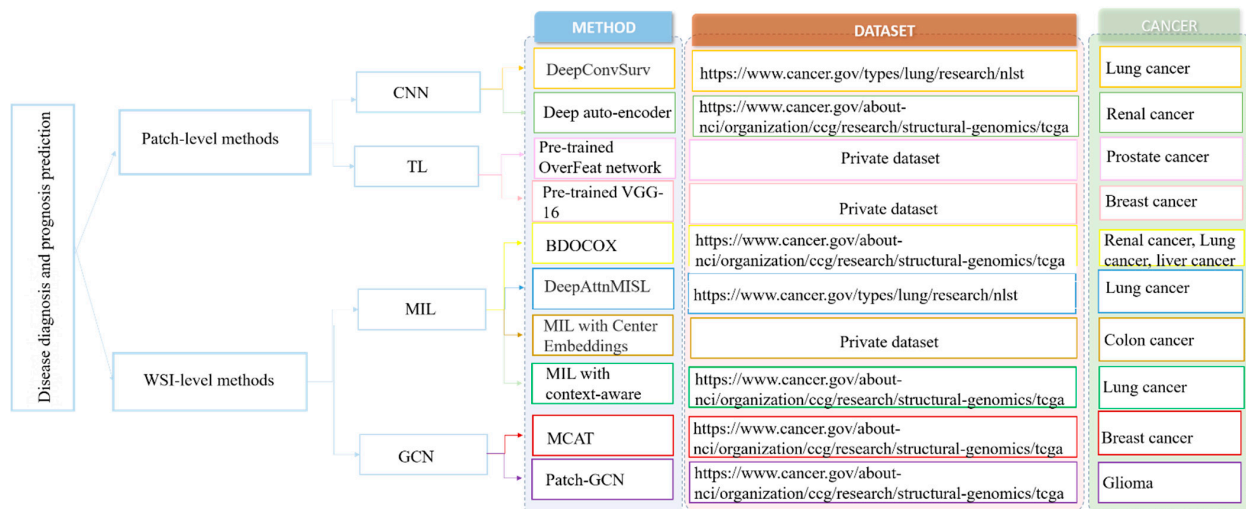 METHOD
DATASET
CANCER
Disease diagnosis and prognosis prediction
Patch-level methods
WSI-level methods
CNN
TL
MIL
GCN
DeepConvSurv
https://www.cancer.gov/types/lung/research/nlst
Lung cancer
Deep auto-encoder
https://www.cancer.gov/about-
nci/organization/ccg/research/structural-genomics/tcga
Renal cancer
Pre-trained
OverFeat network
Private dataset
Prostate cancer
Pre-trained VGG-
16
Private dataset
Breast cancer
BDOCOX
https://www.cancer.gov/about-
nci/organization/ccg/research/structural-genomics/tcga
Renal cancer, Lung
cancer, liver cancer
DeepAttnMISL
https://www.cancer.gov/types/lung/research/nlst
Lung cancer
MIL with Center
Embeddings
Private dataset
Colon cancer
MIL with
context-aware
https://www.cancer.gov/about-
nci/organization/ccg/research/structural-genomics/tcga
Lung cancer
MCAT
https://www.cancer.gov/about-
nci/organization/ccg/research/structural-genomics/tcga
Breast cancer
Patch-GCN
https://www.cancer.gov/about-
nci/organization/ccg/research/structural-genomics/tcga
Glioma